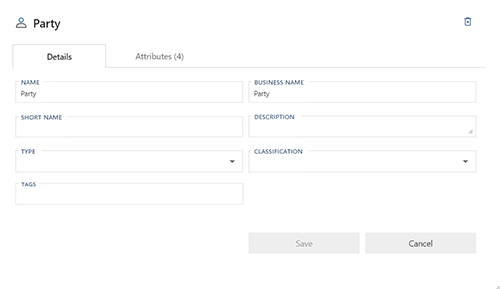 Party
Details
Attributes (4)
NAME
BUSINESS NAME
Party
Party
SHORT NAME
DESCRIPTION
TYPE
CLASSIFICATION
TAGS
Save
Cancel